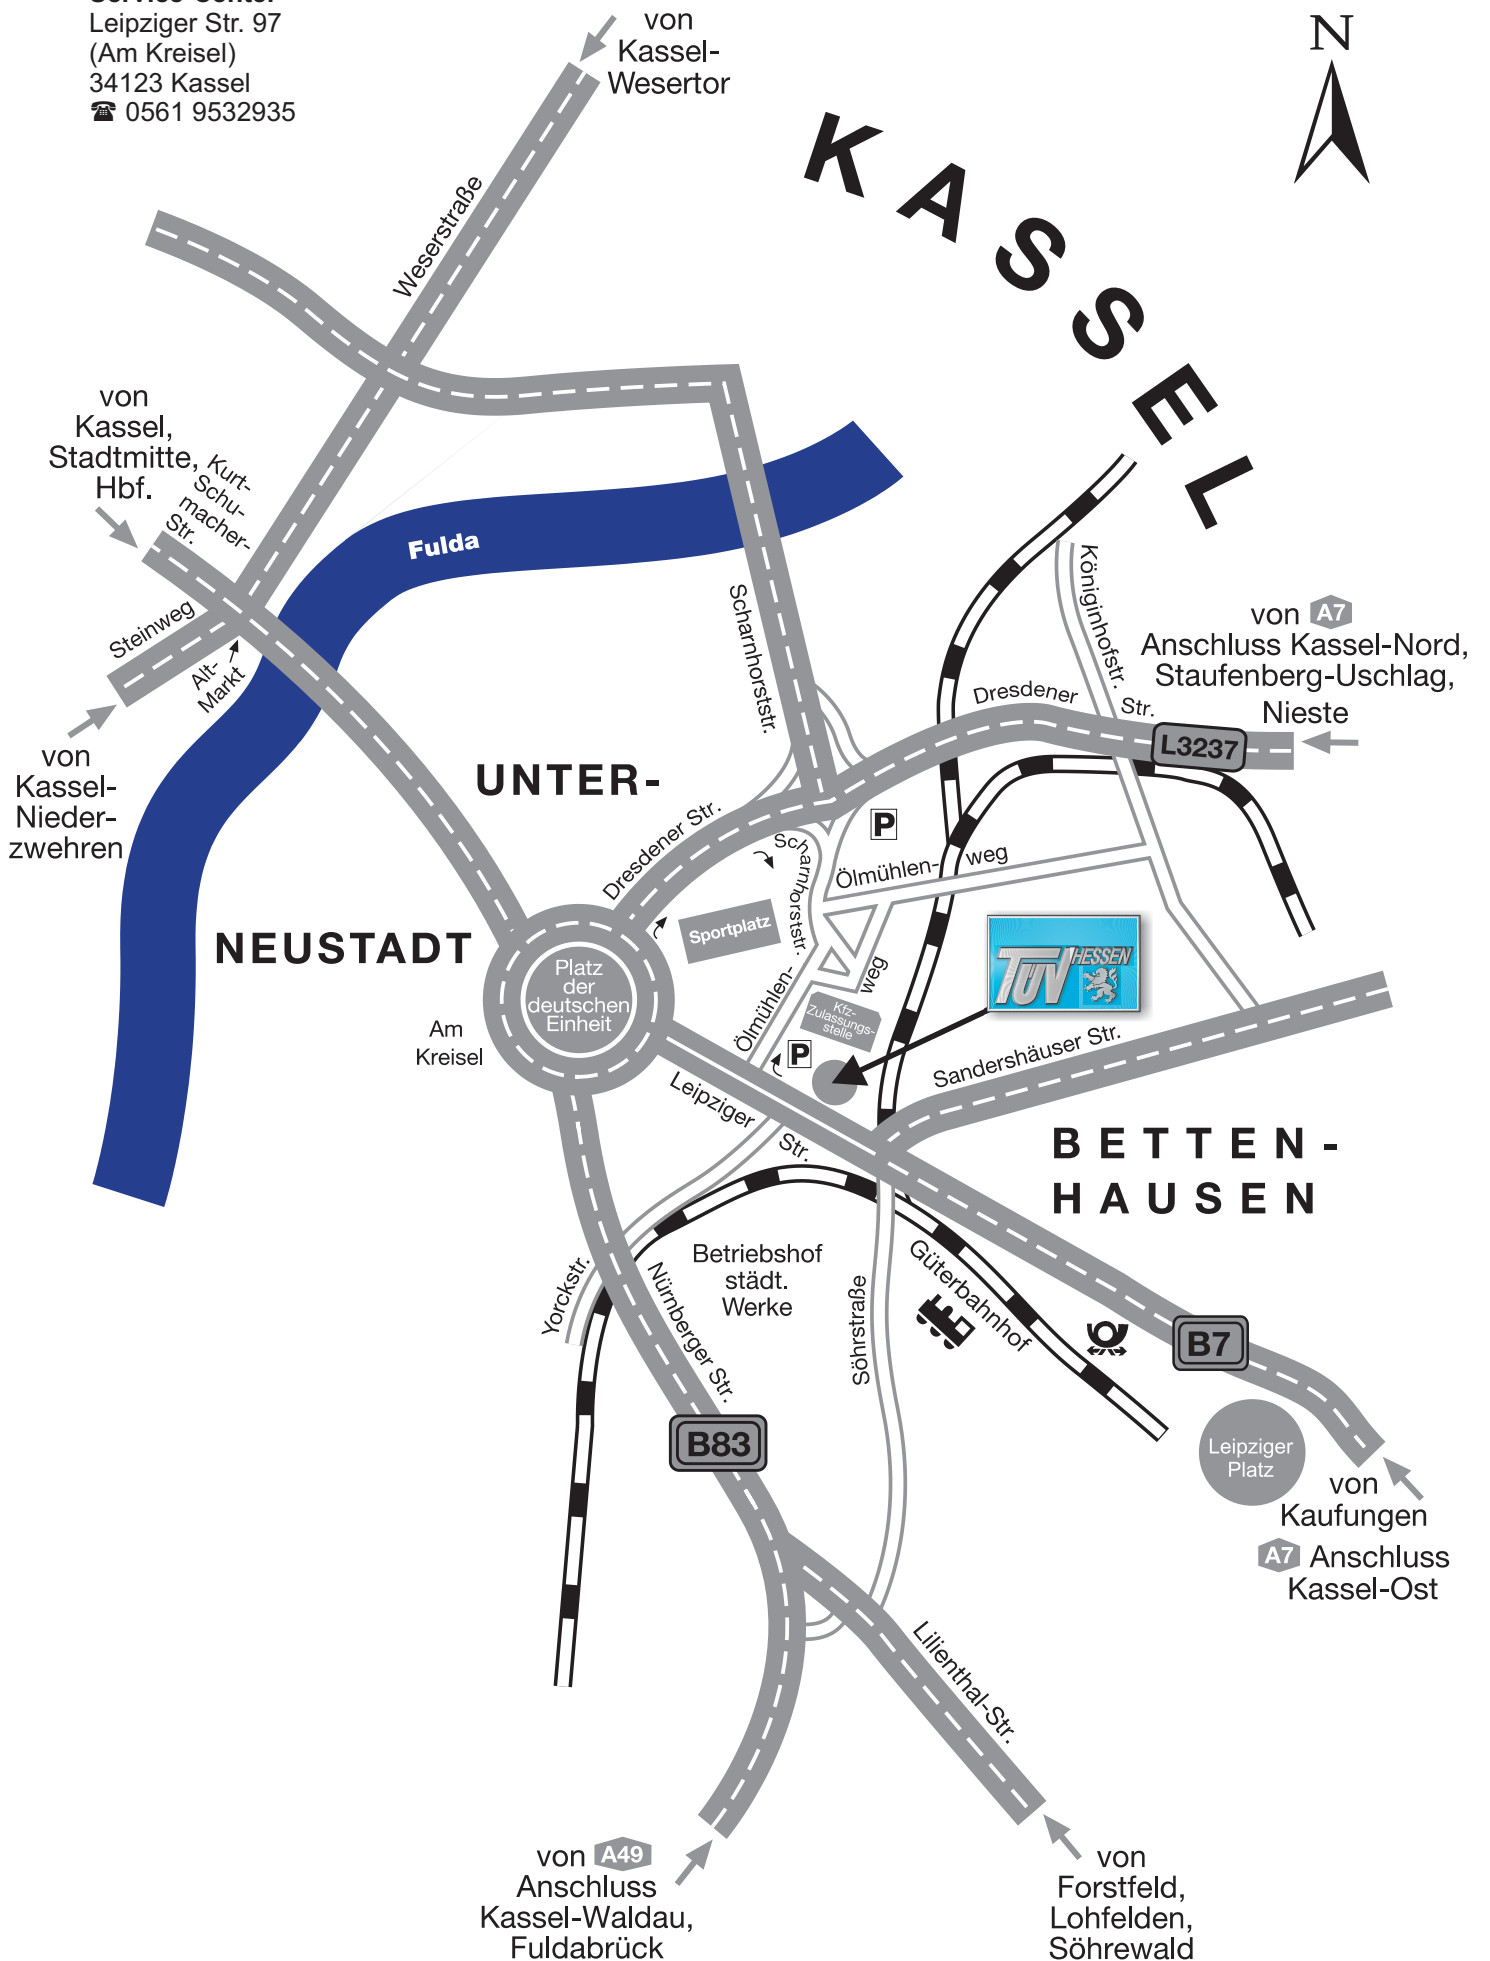 Service-Center
Leipziger Str. 97
(Am Kreisel)
34123 Kassel
☎ 0561 9532935
von
Kassel-
Wesertor
N
KASSEL
Weserstraße
von
Kassel,
Stadtmitte,
Hbf.
Kurt-
Schu-
macher-
Str.
Fulda
Steinweg
Alt-
Markt
von
Kassel-
Nieder-
zwehren
Scharnhorststr.
Königinhofstr.
von A7
Anschluss Kassel-Nord,
Staufenberg-Uschlag,
Nieste
Dresdener Str.
L3237
UNTER-
NEUSTADT
Dresdener Str.
P
Scharnhorststr.
Ölmühlen- weg
Sportplatz
TÜV HESSEN
Platz
der
deutschen
Einheit
Am
Kreisel
Ölmühlen-
weg
Kfz-
Zulassungs-
stelle
P
Sandershäuser Str.
Leipziger
Str.
BETTEN-
HAUSEN
Yorckstr.
Nürnberger Str.
Betriebshof
städt.
Werke
Söhrstraße
Güterbahnhof
B7
B83
Leipziger
Platz
von
Kaufungen
A7 Anschluss
Kassel-Ost
Lilienthal-Str.
von A49
Anschluss
Kassel-Waldau,
Fuldabrück
von
Forstfeld,
Lohfelden,
Söhrewald